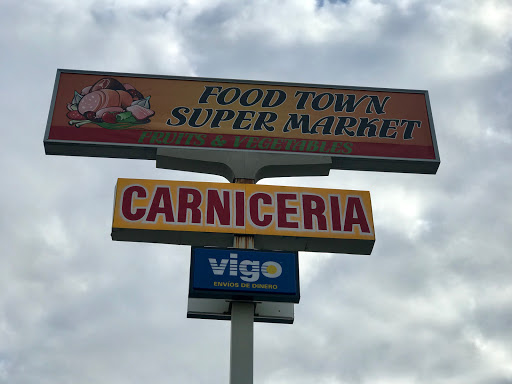 FOOD TOWN
SUPER MARKET
FRUITS & VEGETABLES
CARNICERIA
vigo
ENVIOS DE DINERO